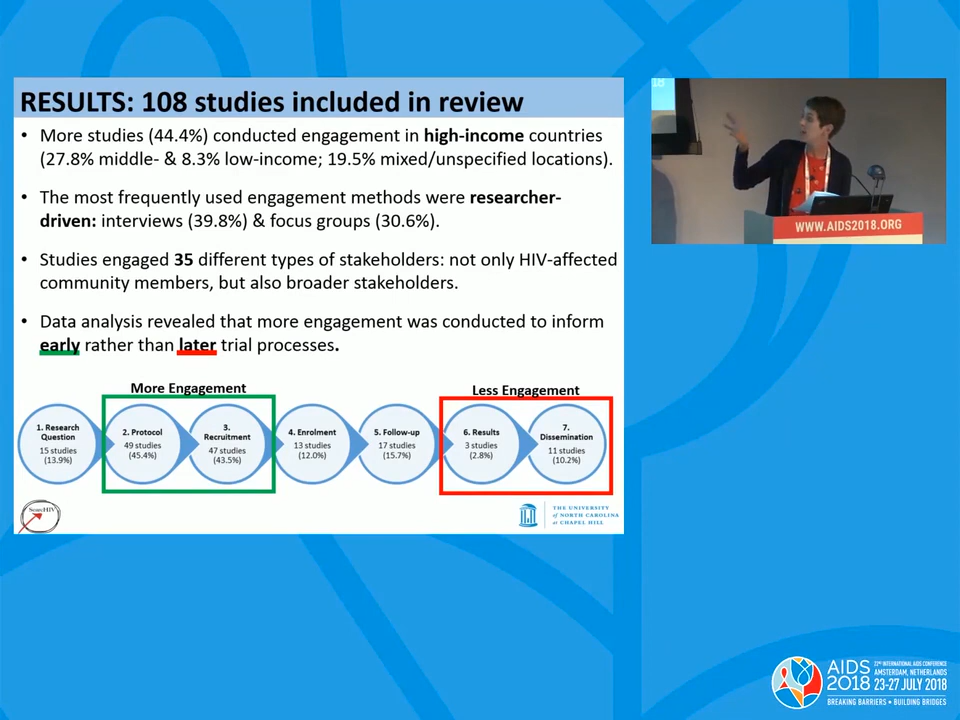 RESULTS: 108 studies included in review
• More studies (44.4%) conducted engagement in high-income countries
(27.8% middle- & 8.3% low-income; 19.5% mixed/unspecified locations).
• The most frequently used engagement methods were researcher-
driven: interviews (39.8%) & focus groups (30.6%).
• Studies engaged 35 different types of stakeholders: not only HIV-affected
community members, but also broader stakeholders.
• Data analysis revealed that more engagement was conducted to inform
early rather than later trial processes.
More Engagement
Less Engagement
1. Research
Question
15 studies
(13.9%)
2. Protocol
49 studies
(45.4%)
3.
Recruitment
47 studies
(43.5%)
4. Enrolment
13 studies
(12.0%)
5. Follow-up
17 studies
(15.7%)
6. Results
3 studies
(2.8%)
7.
Dissemination
11 studies
(10.2%)
SearcHIV
THE UNIVERSITY
of NORTH CAROLINA
at CHAPEL HILL
WWW.AIDS2018.ORG
AIDS
2018
22ND INTERNATIONAL AIDS CONFERENCE
AMSTERDAM, NETHERLANDS
23-27 JULY 2018
BREAKING BARRIERS • BUILDING BRIDGES